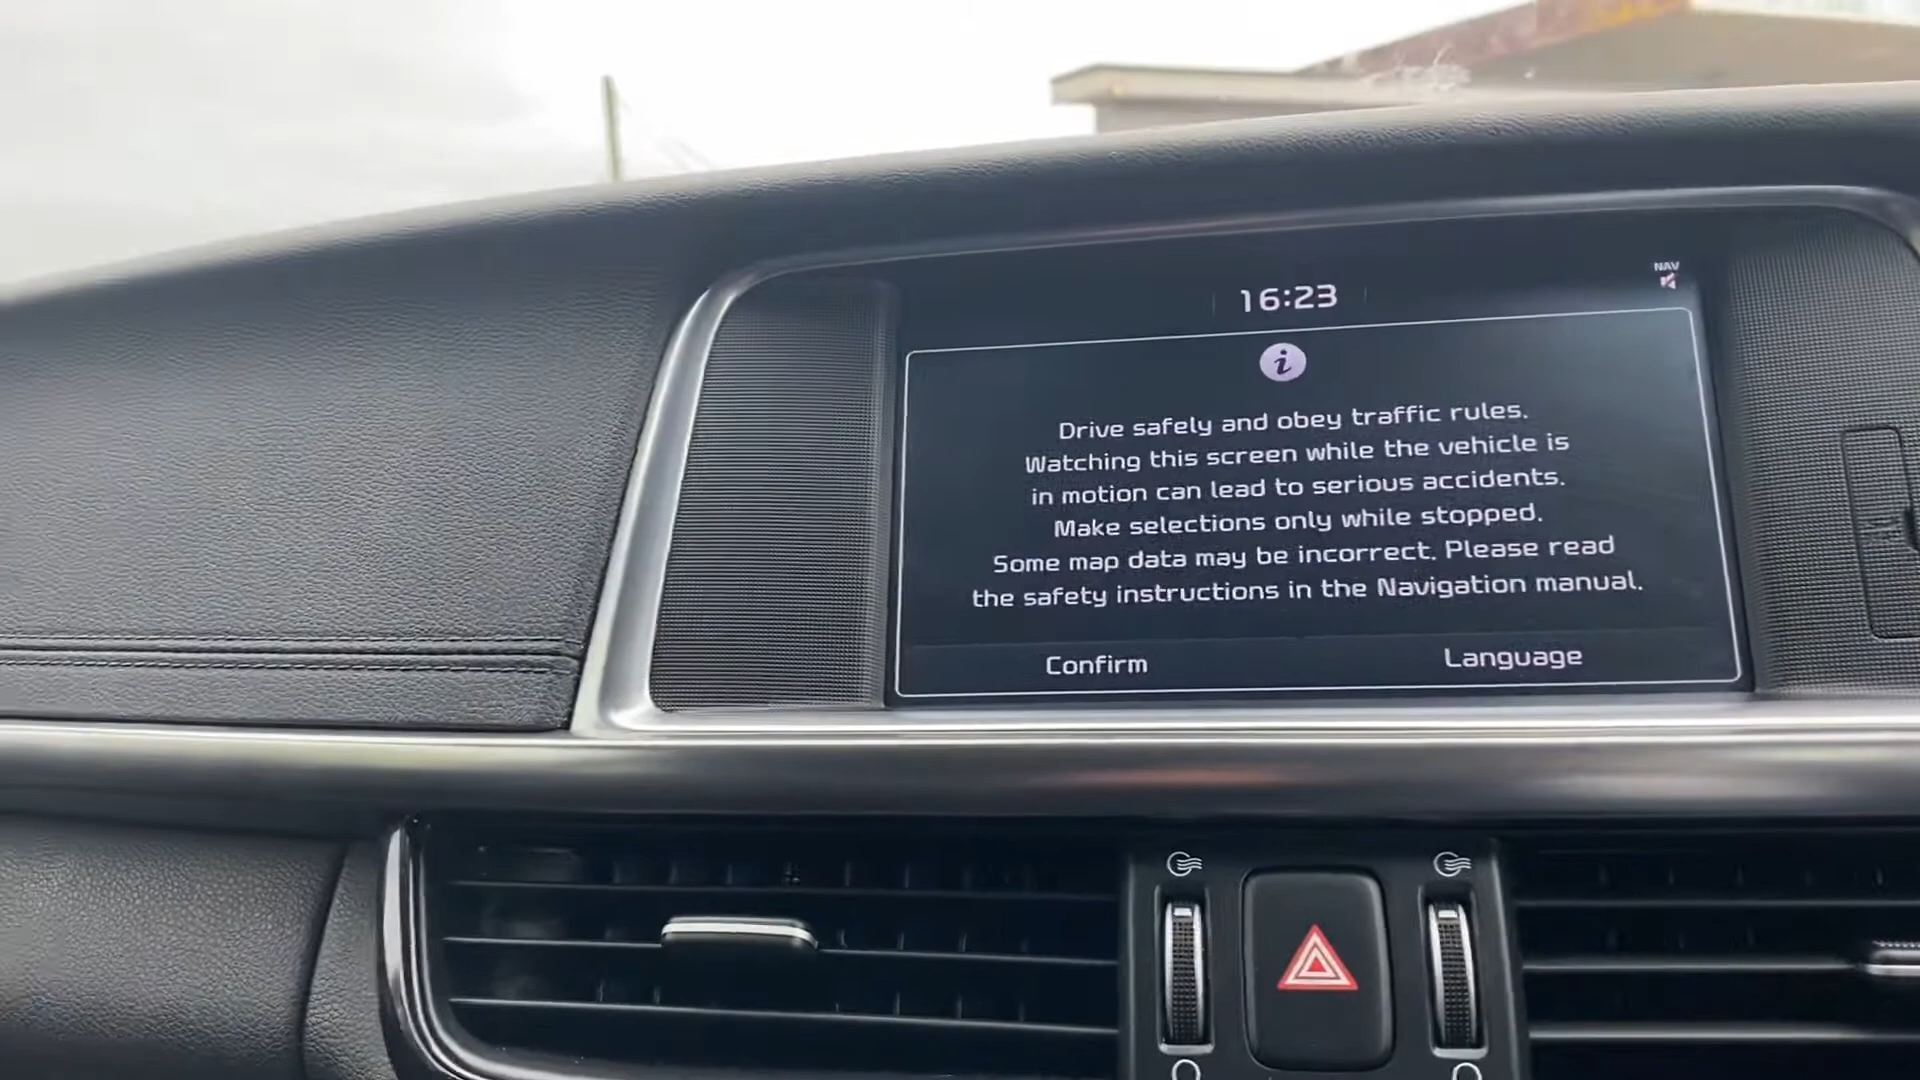 16:23
NAV
i
Drive safely and obey traffic rules.
Watching this screen while the vehicle is
in motion can lead to serious accidents.
Make selections only while stopped.
Some map data may be incorrect. Please read
the safety instructions in the Navigation manual.
Confirm Language